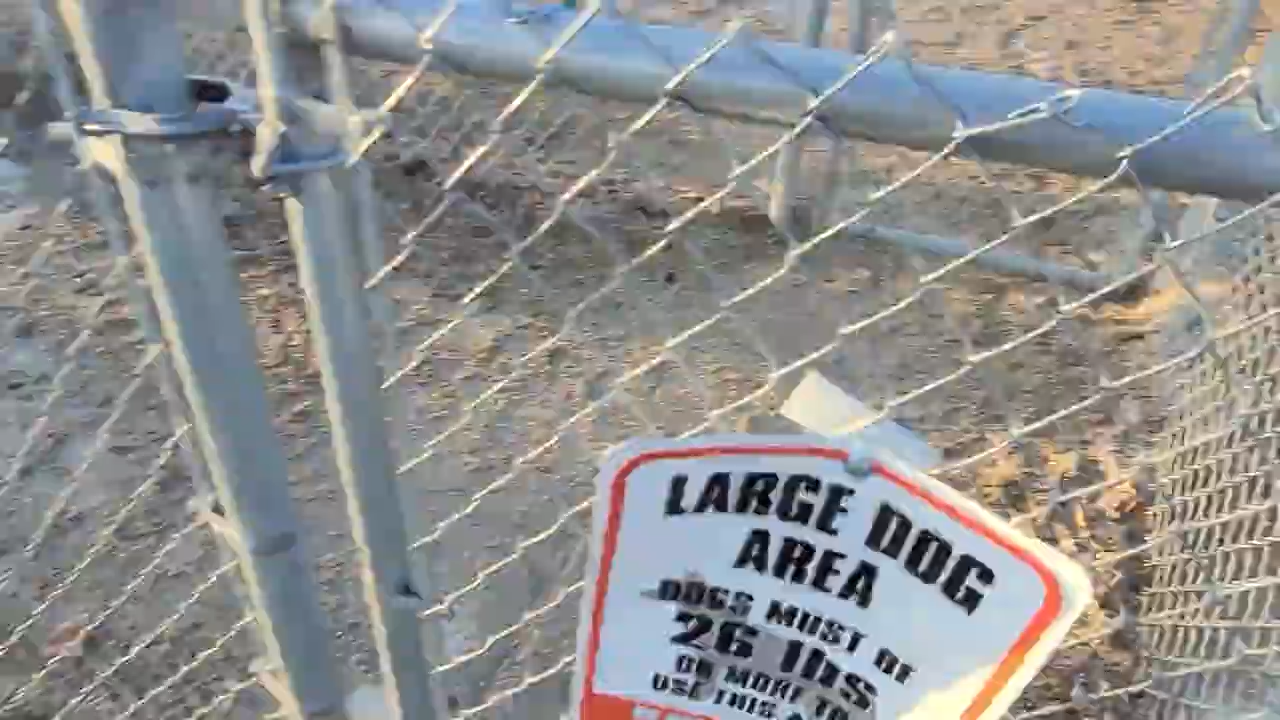 LARGE DOG
AREA
DOGS MUST BE
26 lbs
OR MORE TO
USE THIS